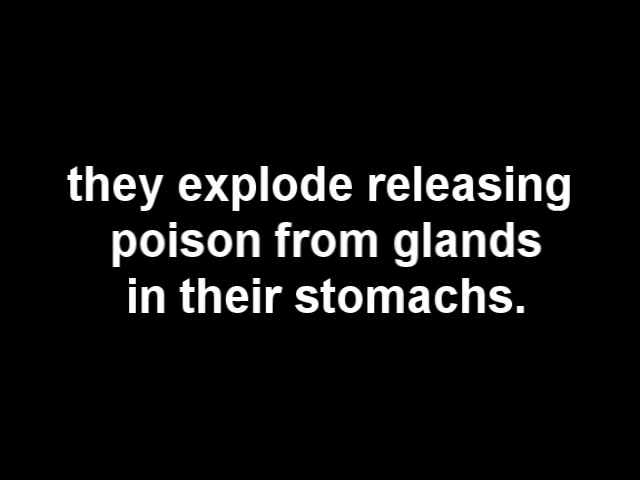 they explode releasing
poison from glands
in their stomachs.